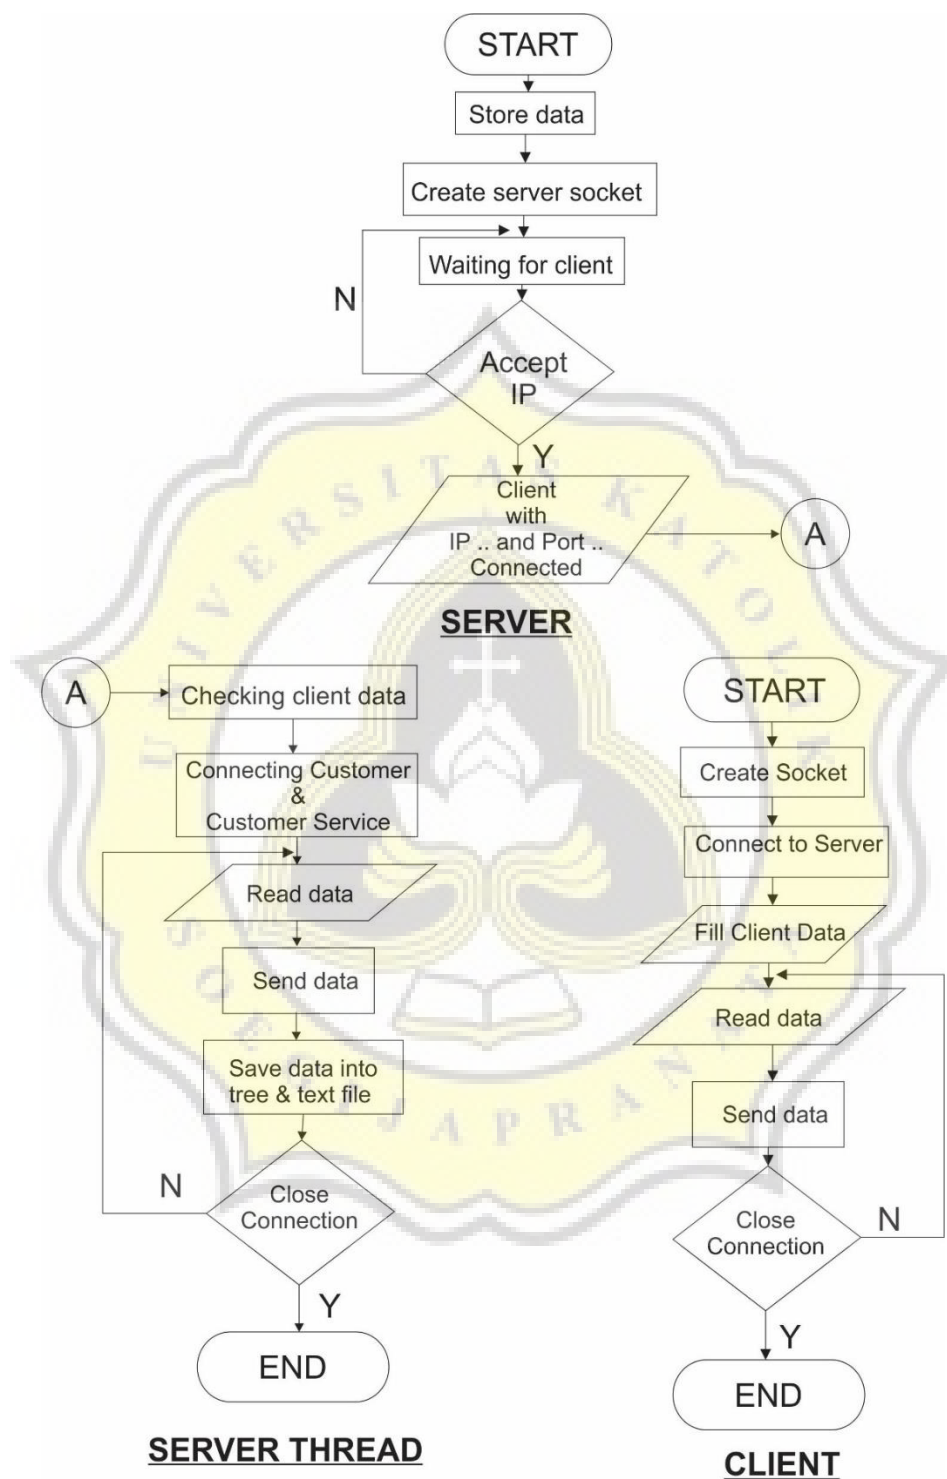 START
Store data
Create server socket
Waiting for client
N
Accept
IP
Y
Client
with
IP .. and Port ..
Connected
A
SERVER
A
Checking client data
Connecting Customer
&
Customer Service
Read data
Send data
Save data into
tree & text file
N
Close
Connection
Y
END
SERVER THREAD
START
Create Socket
Connect to Server
Fill Client Data
Read data
Send data
Close
Connection
N
Y
END
CLIENT
UNIVERSITAS KATOLIK
SOEGIJAPRANATA